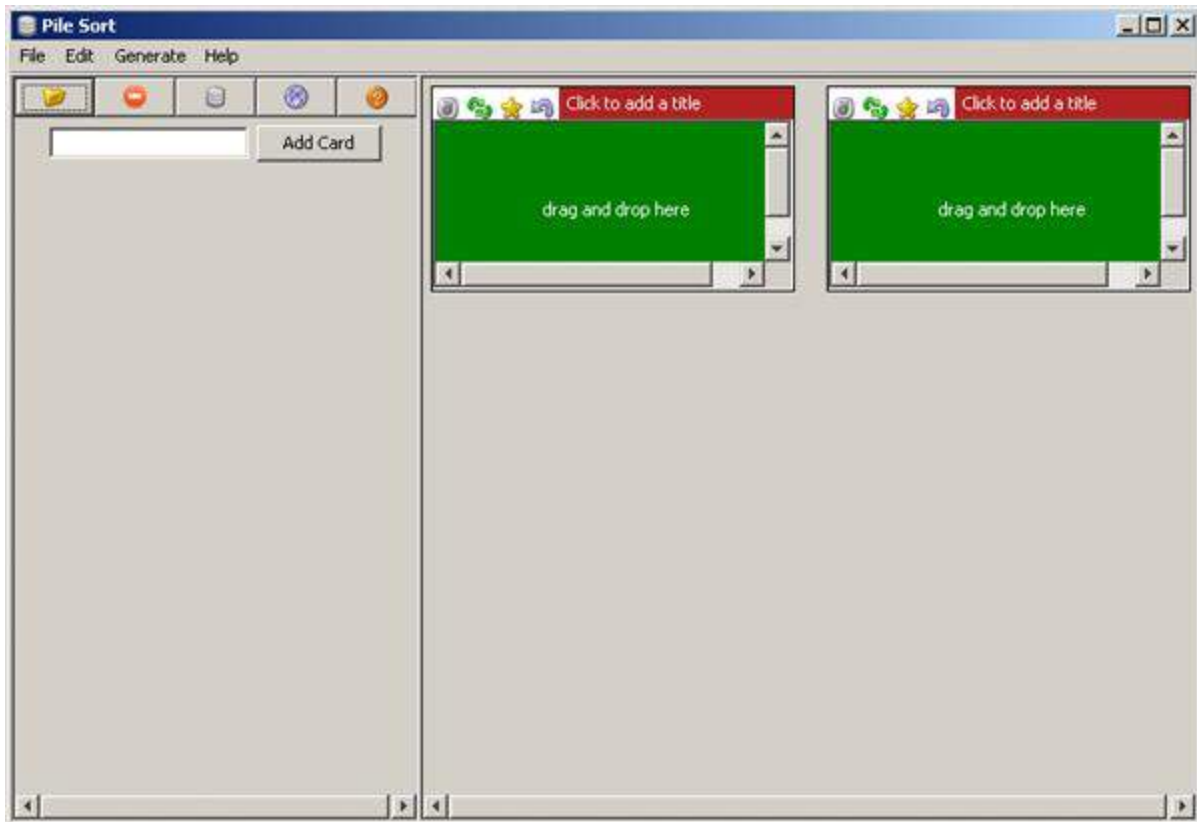 Pile Sort
File Edit Generate Help
Add Card
Click to add a title
drag and drop here
Click to add a title
drag and drop here